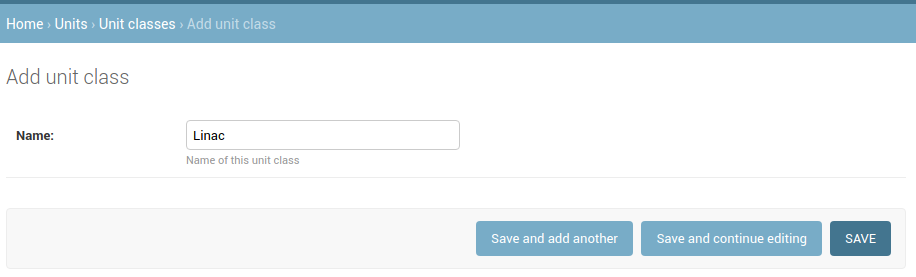 Home › Units › Unit classes › Add unit class
Add unit class
Name: Linac
Name of this unit class
Save and add another Save and continue editing SAVE